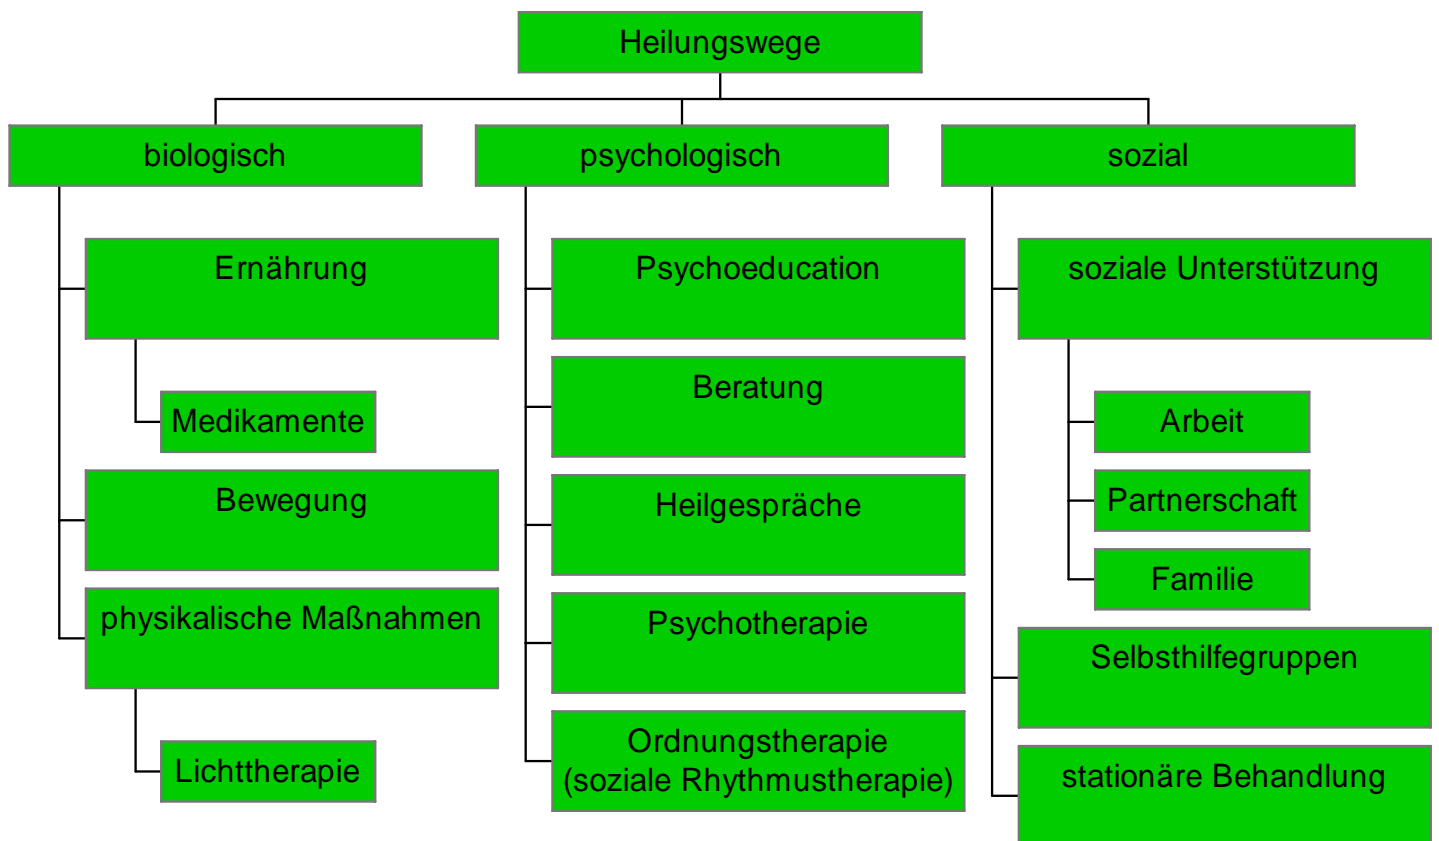 Heilungswege
biologisch
psychologisch
sozial
Ernährung
Medikamente
Bewegung
physikalische Maßnahmen
Lichttherapie
Psychoeducation
Beratung
Heilgespräche
Psychotherapie
Ordnungstherapie
(soziale Rhythmustherapie)
soziale Unterstützung
Arbeit
Partnerschaft
Familie
Selbsthilfegruppen
stationäre Behandlung